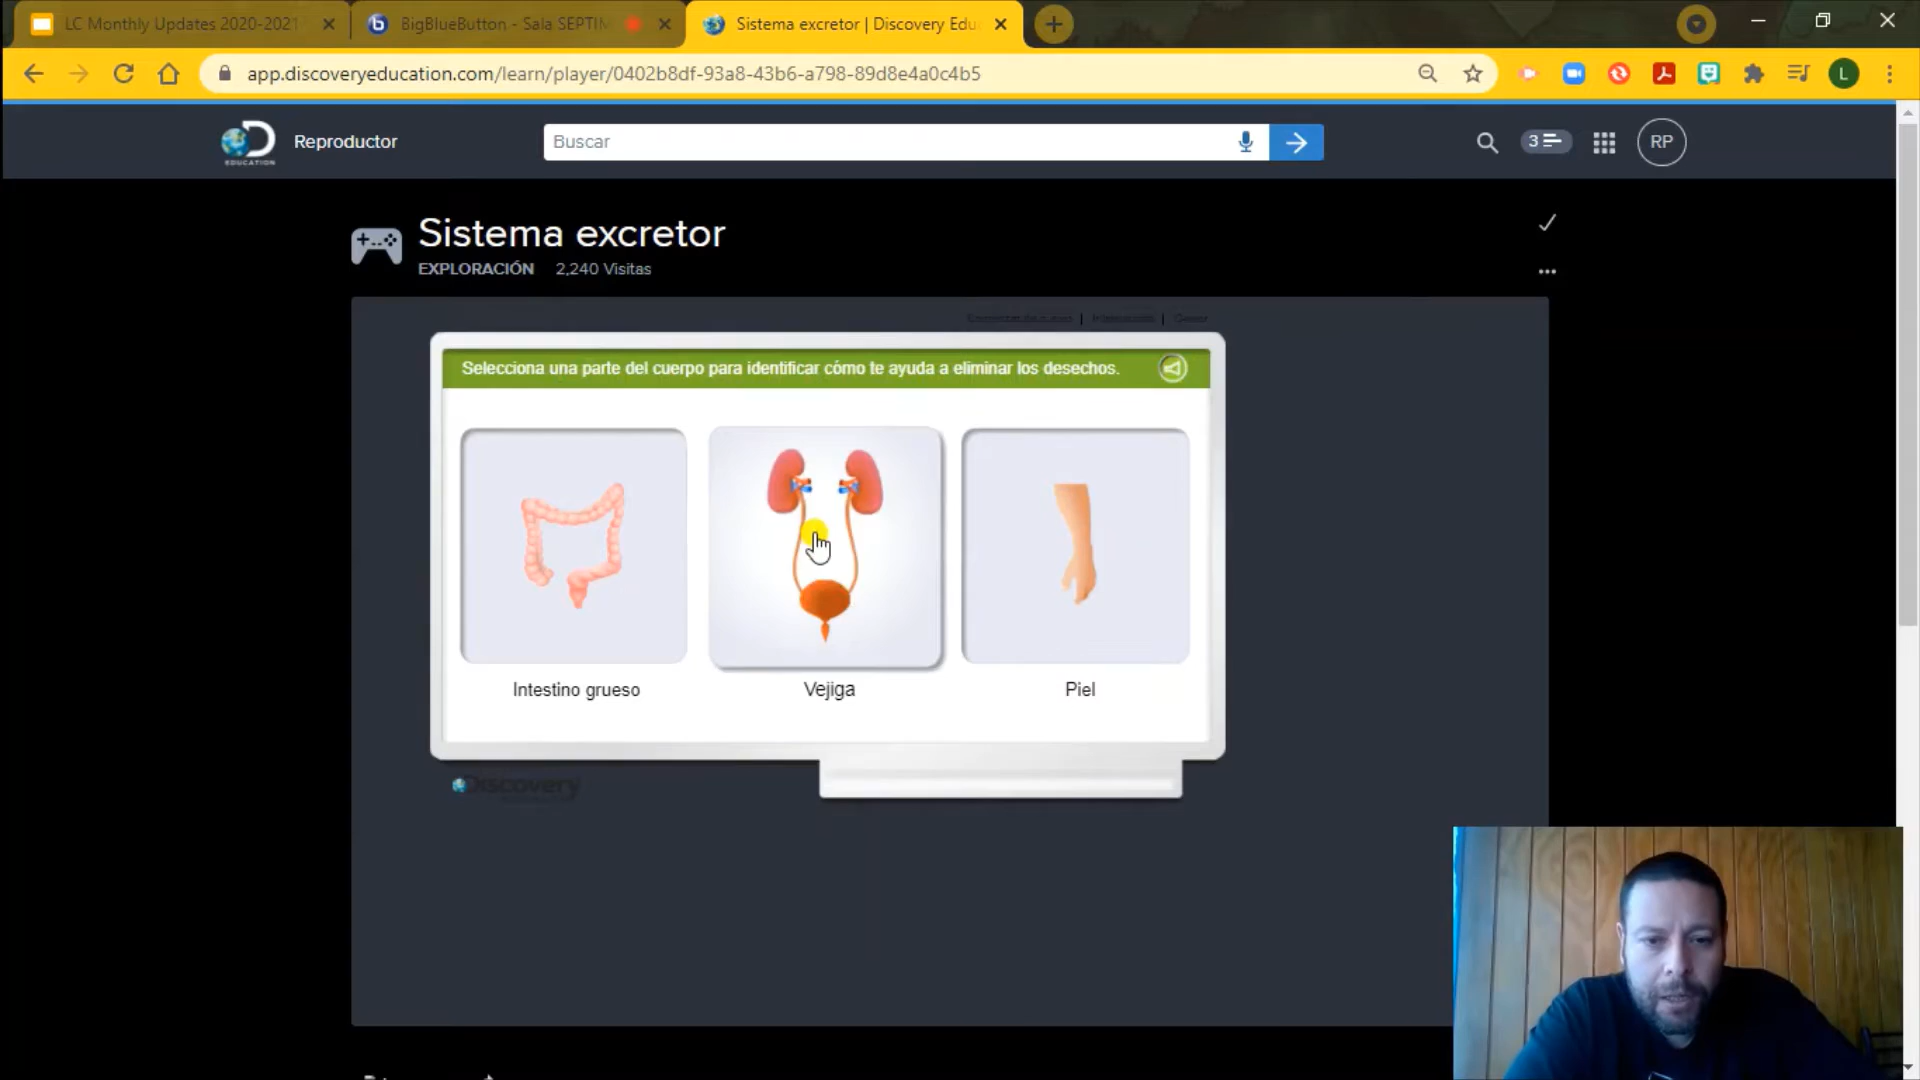 LC Monthly Updates 2020-2021
BigBlueButton - Sala SEPTIM
Sistema excretor | Discovery Edu
app.discoveryeducation.com/learn/player/0402b8df-93a8-43b6-a798-89d8e4a0c4b5
L
EDUCATION
Reproductor
Buscar
3
RP
Sistema excretor
EXPLORACIÓN 2,240 Visitas
Selecciona una parte del cuerpo para identificar cómo te ayuda a eliminar los desechos.
Intestino grueso
Vejiga
Piel
Discovery